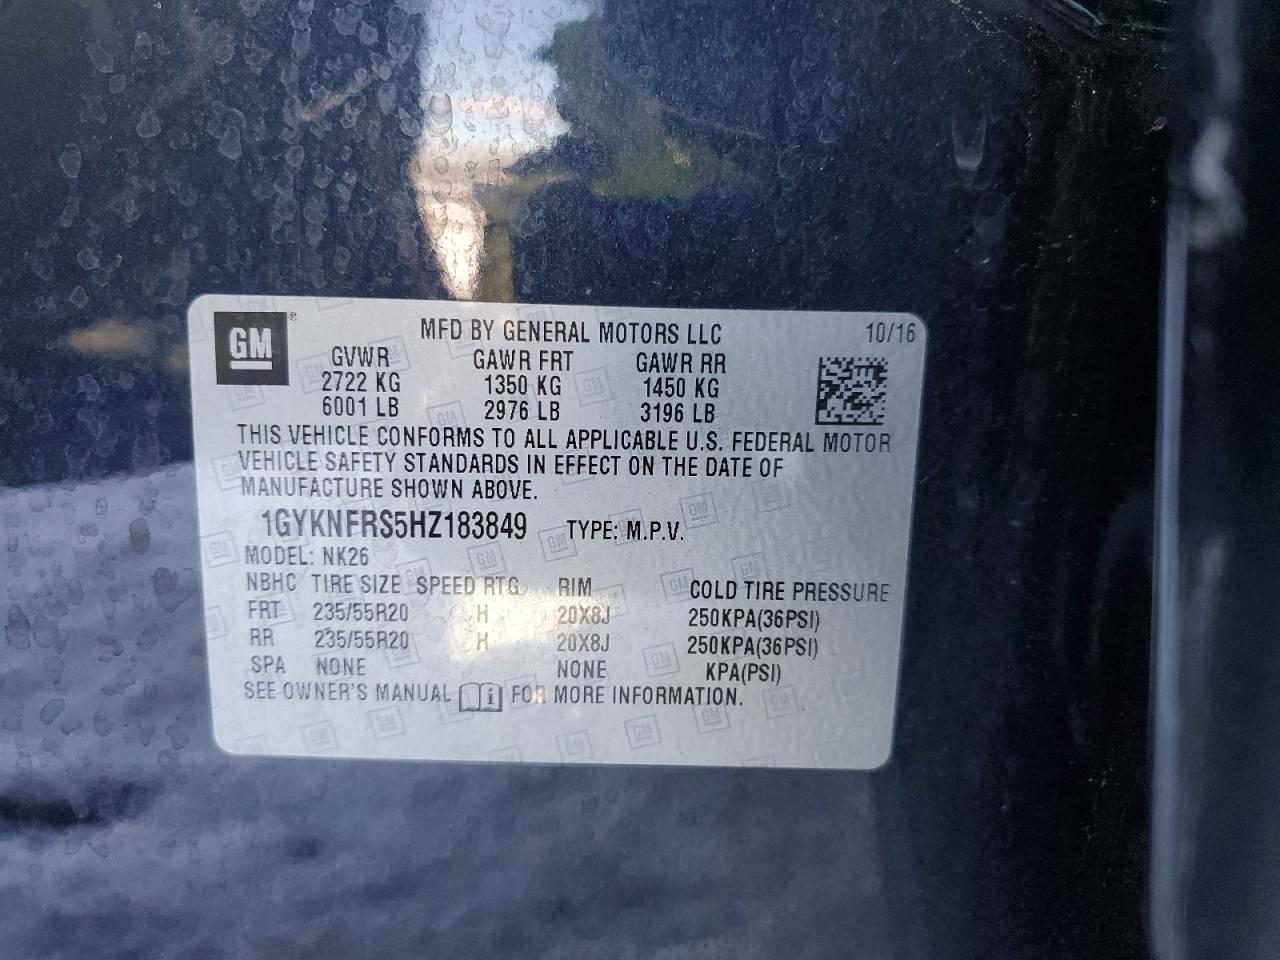 GM®
MFD BY GENERAL MOTORS LLC 10/16
GVWR GAWR FRT GAWR RR
2722 KG 1350 KG 1450 KG
6001 LB 2976 LB 3196 LB
THIS VEHICLE CONFORMS TO ALL APPLICABLE U.S. FEDERAL MOTOR
VEHICLE SAFETY STANDARDS IN EFFECT ON THE DATE OF
MANUFACTURE SHOWN ABOVE.
1GYKNFRS5HZ183849 TYPE: M.P.V.
MODEL: NK26
NBHC TIRE SIZE SPEED RTG RIM COLD TIRE PRESSURE
FRT 235/55R20 H 20X8J 250KPA(36PSI)
RR 235/55R20 H 20X8J 250KPA(36PSI)
SPA NONE NONE KPA(PSI)
SEE OWNER'S MANUAL i FOR MORE INFORMATION.